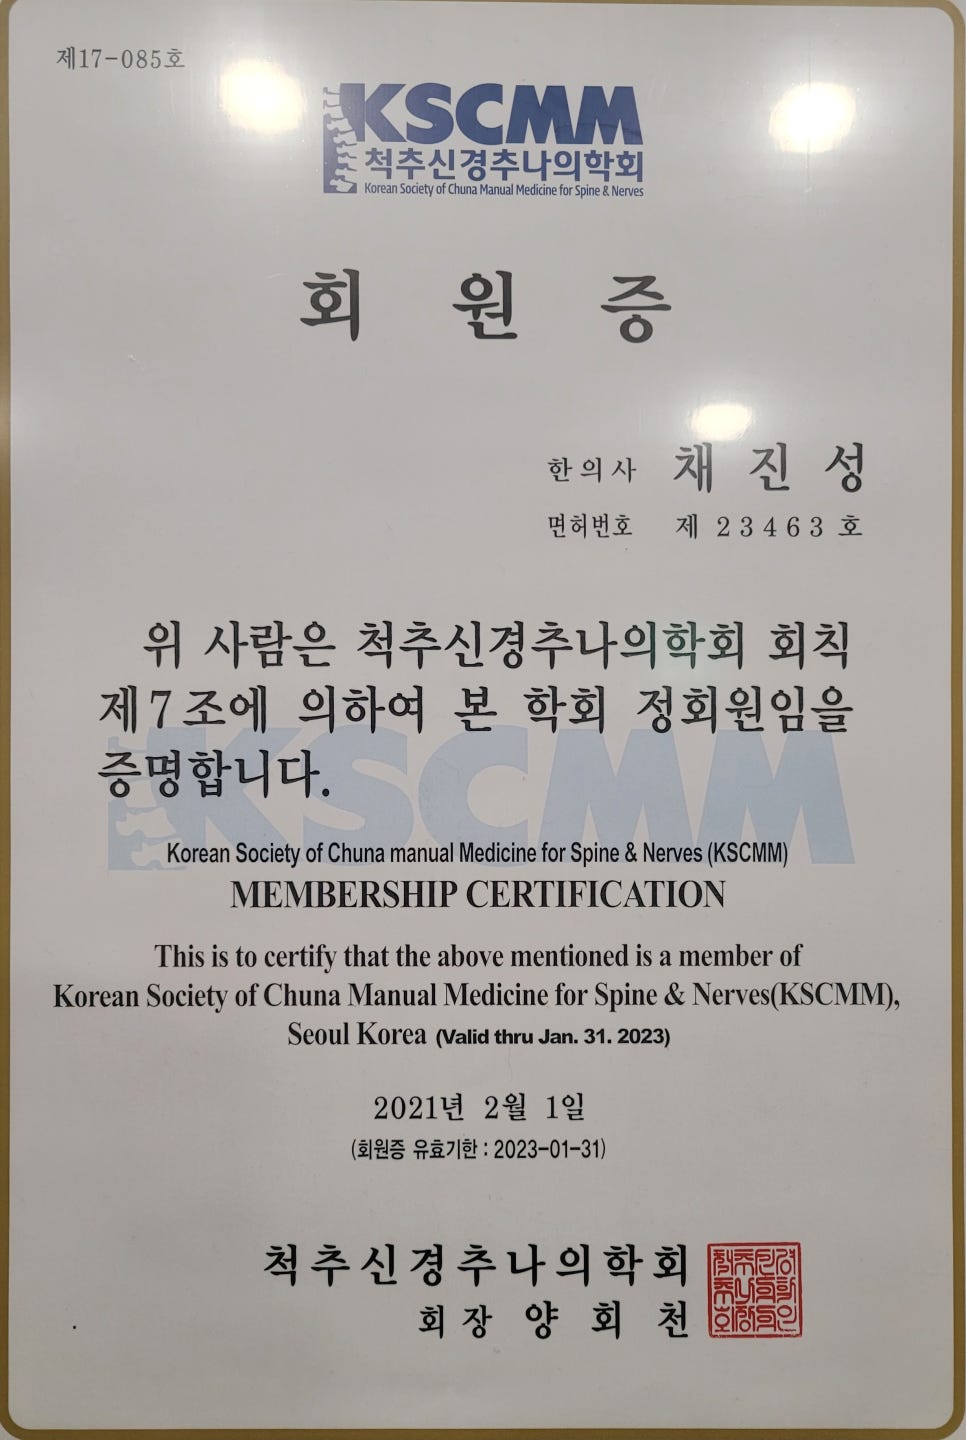 제17-085호
KSCMM
척추신경추나의학회
Korean Society of Chuna Manual Medicine for Spine & Nerves
회 원 증
한의사 채 진 성
면허번호 제 23463 호
위 사람은 척추신경추나의학회 회칙
제7조에 의하여 본 학회 정회원임을
증명합니다.
KSCMM
Korean Society of Chuna manual Medicine for Spine & Nerves (KSCMM)
MEMBERSHIP CERTIFICATION
This is to certify that the above mentioned is a member of
Korean Society of Chuna Manual Medicine for Spine & Nerves(KSCMM),
Seoul Korea (Valid thru Jan. 31. 2023)
2021년 2월 1일
(회원증 유효기한 : 2023-01-31)
척추신경추나의학회
회장 양 회 천